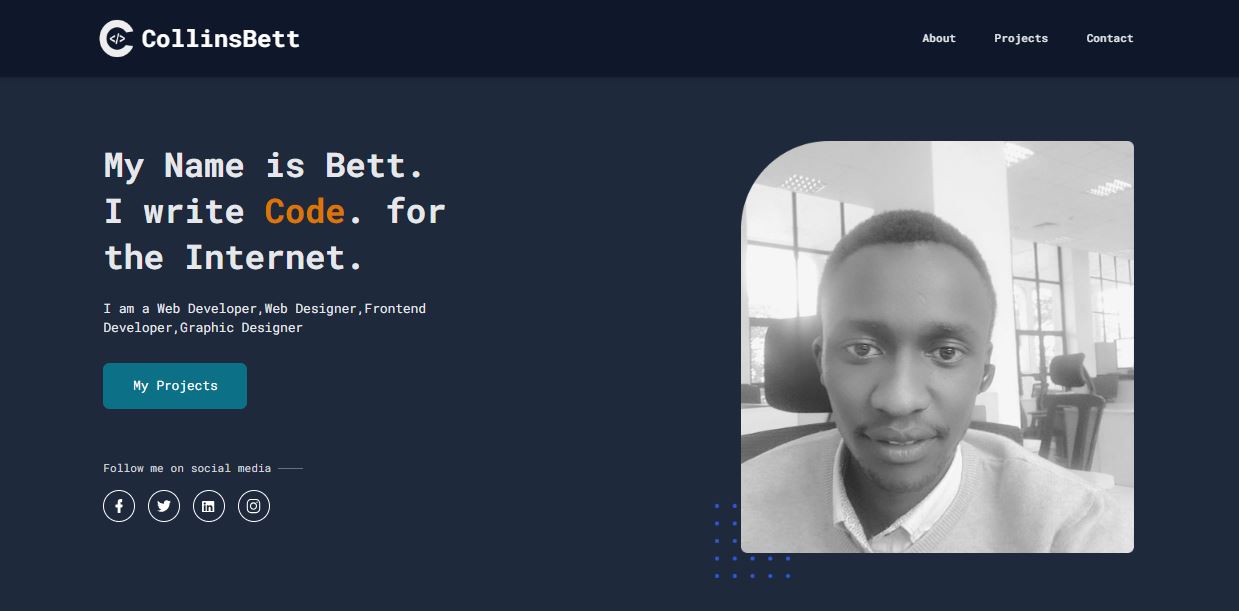 </> CollinsBett
About Projects Contact
My Name is Bett.
I write Code. for
the Internet.
I am a Web Developer,Web Designer,Frontend
Developer,Graphic Designer
My Projects
Follow me on social media